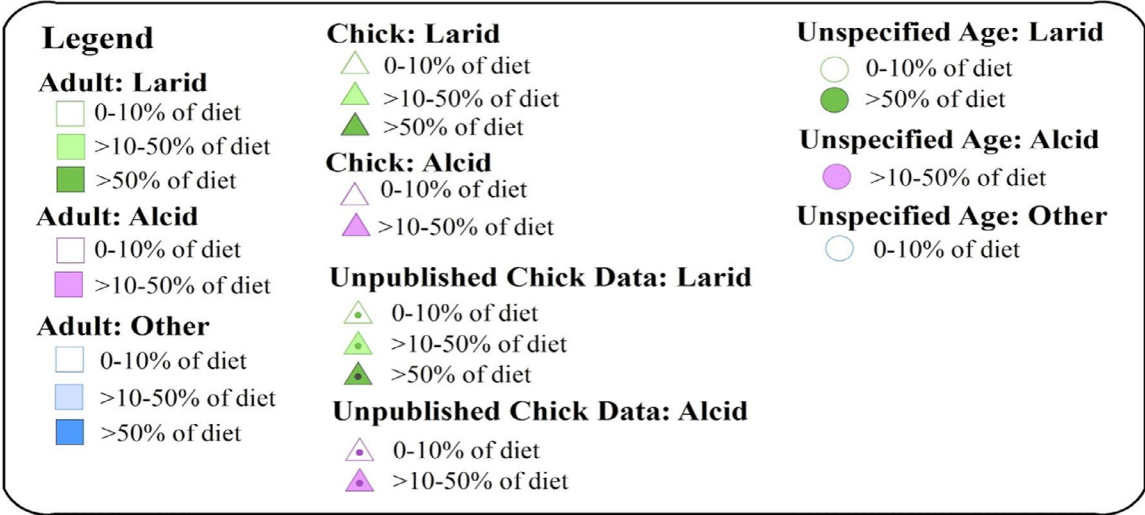 Legend
Adult: Larid
0-10% of diet
>10-50% of diet
>50% of diet
Adult: Alcid
0-10% of diet
>10-50% of diet
Adult: Other
0-10% of diet
>10-50% of diet
>50% of diet
Chick: Larid
0-10% of diet
>10-50% of diet
>50% of diet
Chick: Alcid
0-10% of diet
>10-50% of diet
Unpublished Chick Data: Larid
0-10% of diet
>10-50% of diet
>50% of diet
Unpublished Chick Data: Alcid
0-10% of diet
>10-50% of diet
Unspecified Age: Larid
0-10% of diet
>50% of diet
Unspecified Age: Alcid
>10-50% of diet
Unspecified Age: Other
0-10% of diet